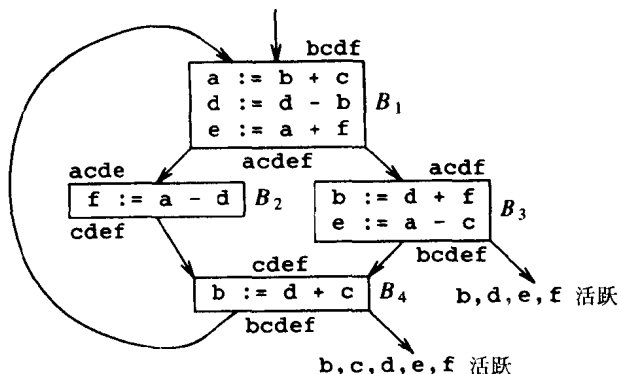 bcdf
a := b + c
d := d - b
e := a + f
B1
acdef
acde
f := a - d
B2
cdef
acdf
b := d + f
e := a - c
B3
bcdef
b,d,e,f 活跃
cdef
b := d + c
B4
bcdef
b,c,d,e,f 活跃